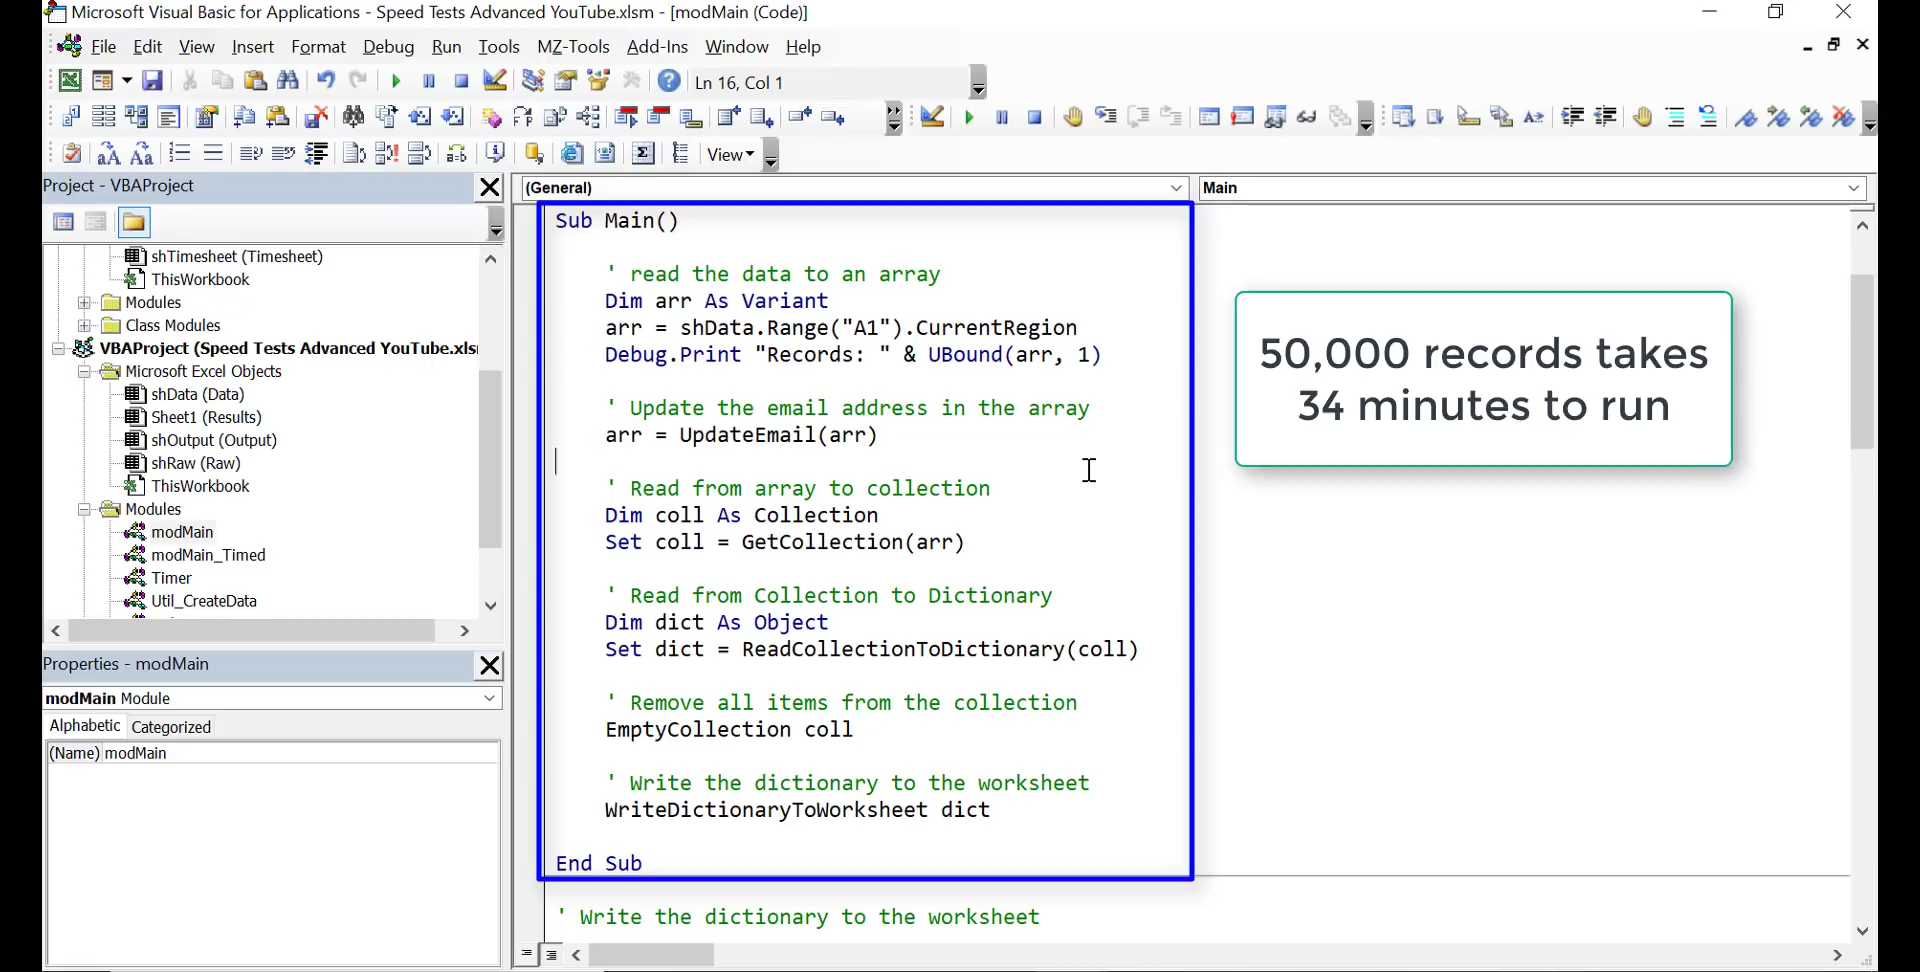 Microsoft Visual Basic for Applications - Speed Tests Advanced YouTube.xlsm - [modMain (Code)]
File Edit View Insert Format Debug Run Tools MZ-Tools Add-Ins Window Help
Ln 16, Col 1
View
Project - VBAProject
shTimesheet (Timesheet)
ThisWorkbook
Modules
Class Modules
VBAProject (Speed Tests Advanced YouTube.xls
Microsoft Excel Objects
shData (Data)
Sheet1 (Results)
shOutput (Output)
shRaw (Raw)
ThisWorkbook
Modules
modMain
modMain_Timed
Timer
Util_CreateData
Properties - modMain
modMain Module
Alphabetic Categorized
(Name) modMain
(General)
Main
Sub Main()
' read the data to an array
Dim arr As Variant
arr = shData.Range("A1").CurrentRegion
Debug.Print "Records: " & UBound(arr, 1)
' Update the email address in the array
arr = UpdateEmail(arr)
' Read from array to collection
Dim coll As Collection
Set coll = GetCollection(arr)
' Read from Collection to Dictionary
Dim dict As Object
Set dict = ReadCollectionToDictionary(coll)
' Remove all items from the collection
EmptyCollection coll
' Write the dictionary to the worksheet
WriteDictionaryToWorksheet dict
End Sub
' Write the dictionary to the worksheet
50,000 records takes
34 minutes to run